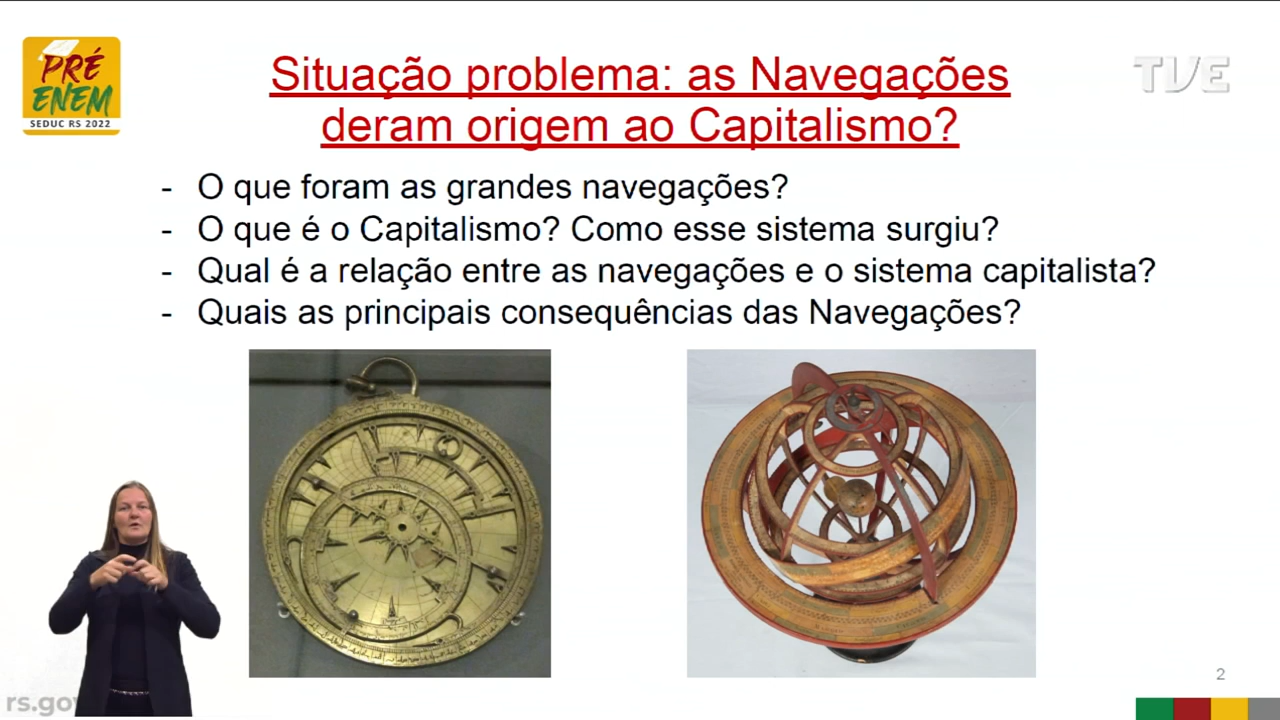 PRÉ
ENEM
SEDUC RS 2022
Situação problema: as Navegações
deram origem ao Capitalismo?
TVE
- O que foram as grandes navegações?
- O que é o Capitalismo? Como esse sistema surgiu?
- Qual é a relação entre as navegações e o sistema capitalista?
- Quais as principais consequências das Navegações?
2
rs.gov